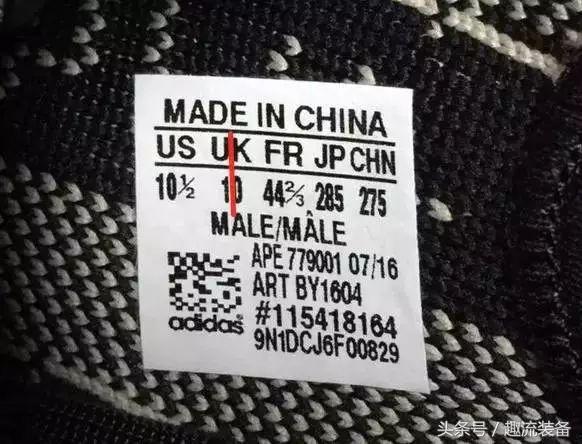 MADE IN CHINA
US UK FR JP CHN
10½ 10 44⅔ 285 275
MALE/MÂLE
APE 779001 07/16
ART BY1604
#115418164
9N1DCJ6F00829
adidas
头条号 / 趣流装备